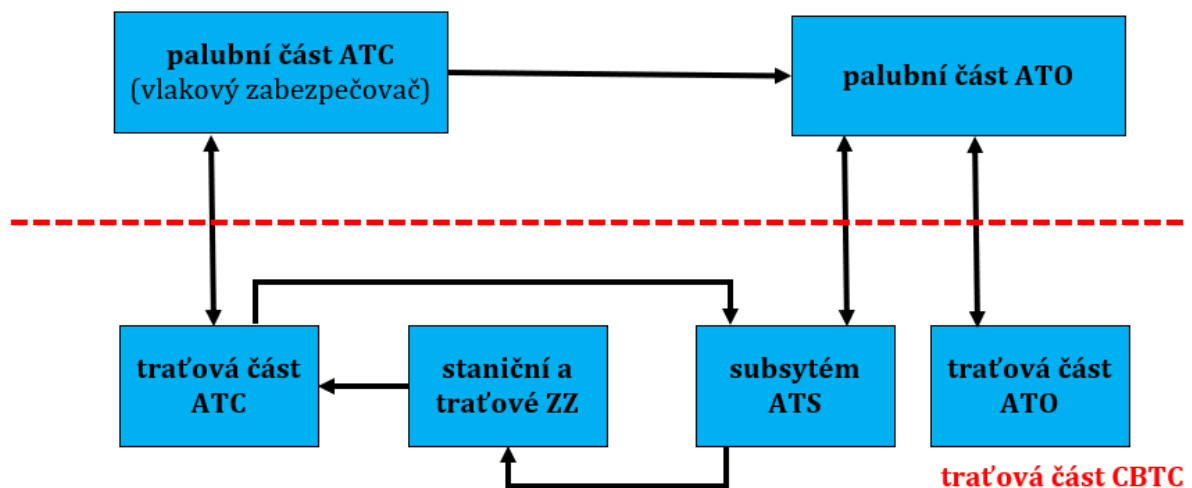 palubní část ATC
(vlakový zabezpečovač)
palubní část ATO
traťová část
ATC
staniční a
traťové ZZ
subsytém
ATS
traťová část
ATO
traťová část CBTC